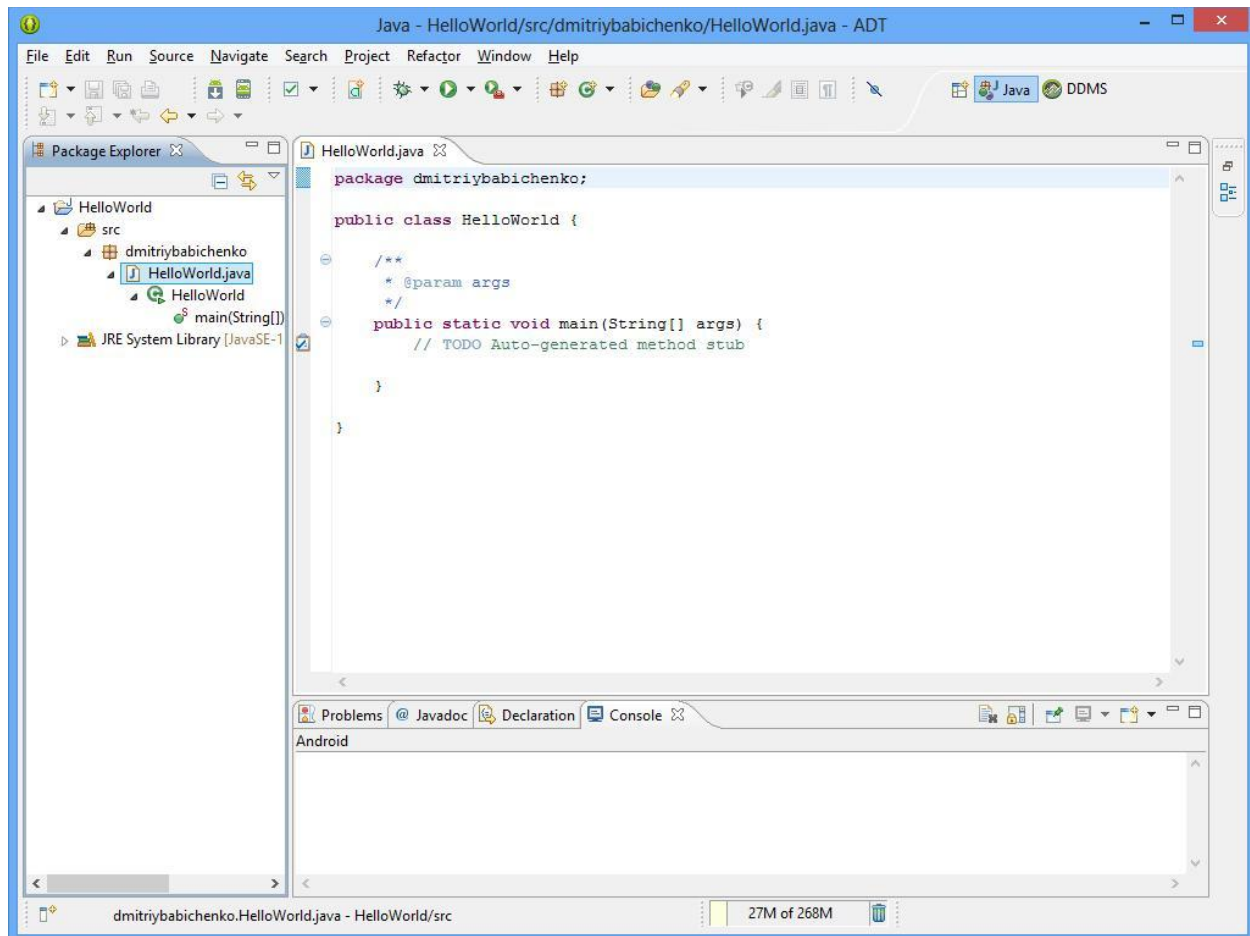 Java - HelloWorld/src/dmitriybabichenko/HelloWorld.java - ADT
File Edit Run Source Navigate Search Project Refactor Window Help
Java DDMS
Package Explorer
HelloWorld
src
dmitriybabichenko
HelloWorld.java
HelloWorld
main(String[])
JRE System Library [JavaSE-1
HelloWorld.java
package dmitriybabichenko;
public class HelloWorld {
/**
* @param args
*/
public static void main(String[] args) {
// TODO Auto-generated method stub
}
}
Problems @ Javadoc Declaration Console
Android
dmitriybabichenko.HelloWorld.java - HelloWorld/src
27M of 268M